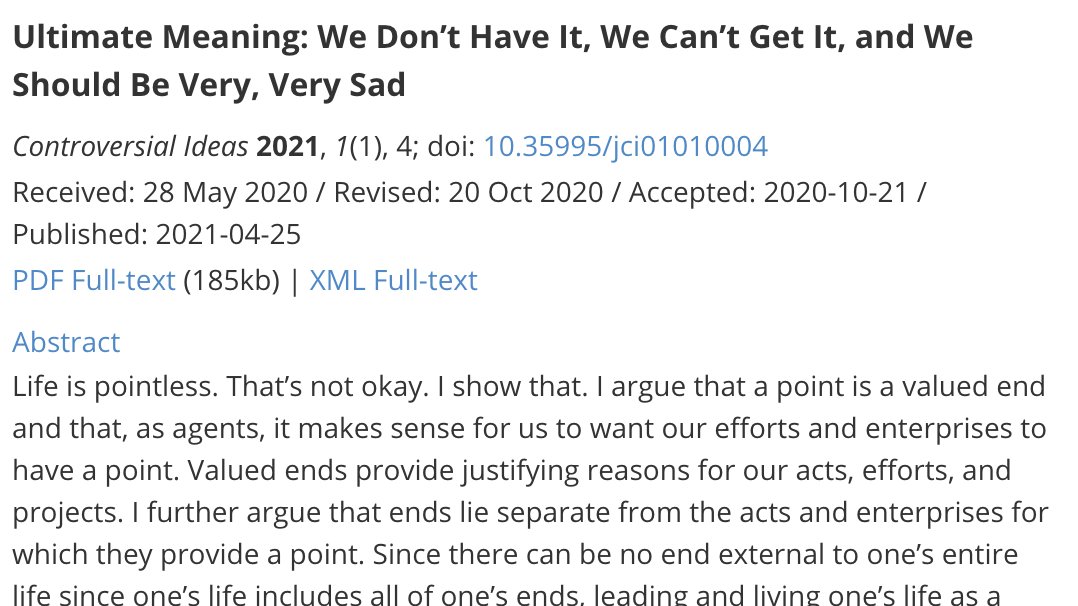 Ultimate Meaning: We Don’t Have It, We Can’t Get It, and We
Should Be Very, Very Sad
Controversial Ideas 2021, 1(1), 4; doi: 10.35995/jci01010004
Received: 28 May 2020 / Revised: 20 Oct 2020 / Accepted: 2020-10-21 /
Published: 2021-04-25
PDF Full-text (185kb) | XML Full-text
Abstract
Life is pointless. That’s not okay. I show that. I argue that a point is a valued end
and that, as agents, it makes sense for us to want our efforts and enterprises to
have a point. Valued ends provide justifying reasons for our acts, efforts, and
projects. I further argue that ends lie separate from the acts and enterprises for
which they provide a point. Since there can be no end external to one’s entire
life since one’s life includes all of one’s ends, leading and living one’s life as a